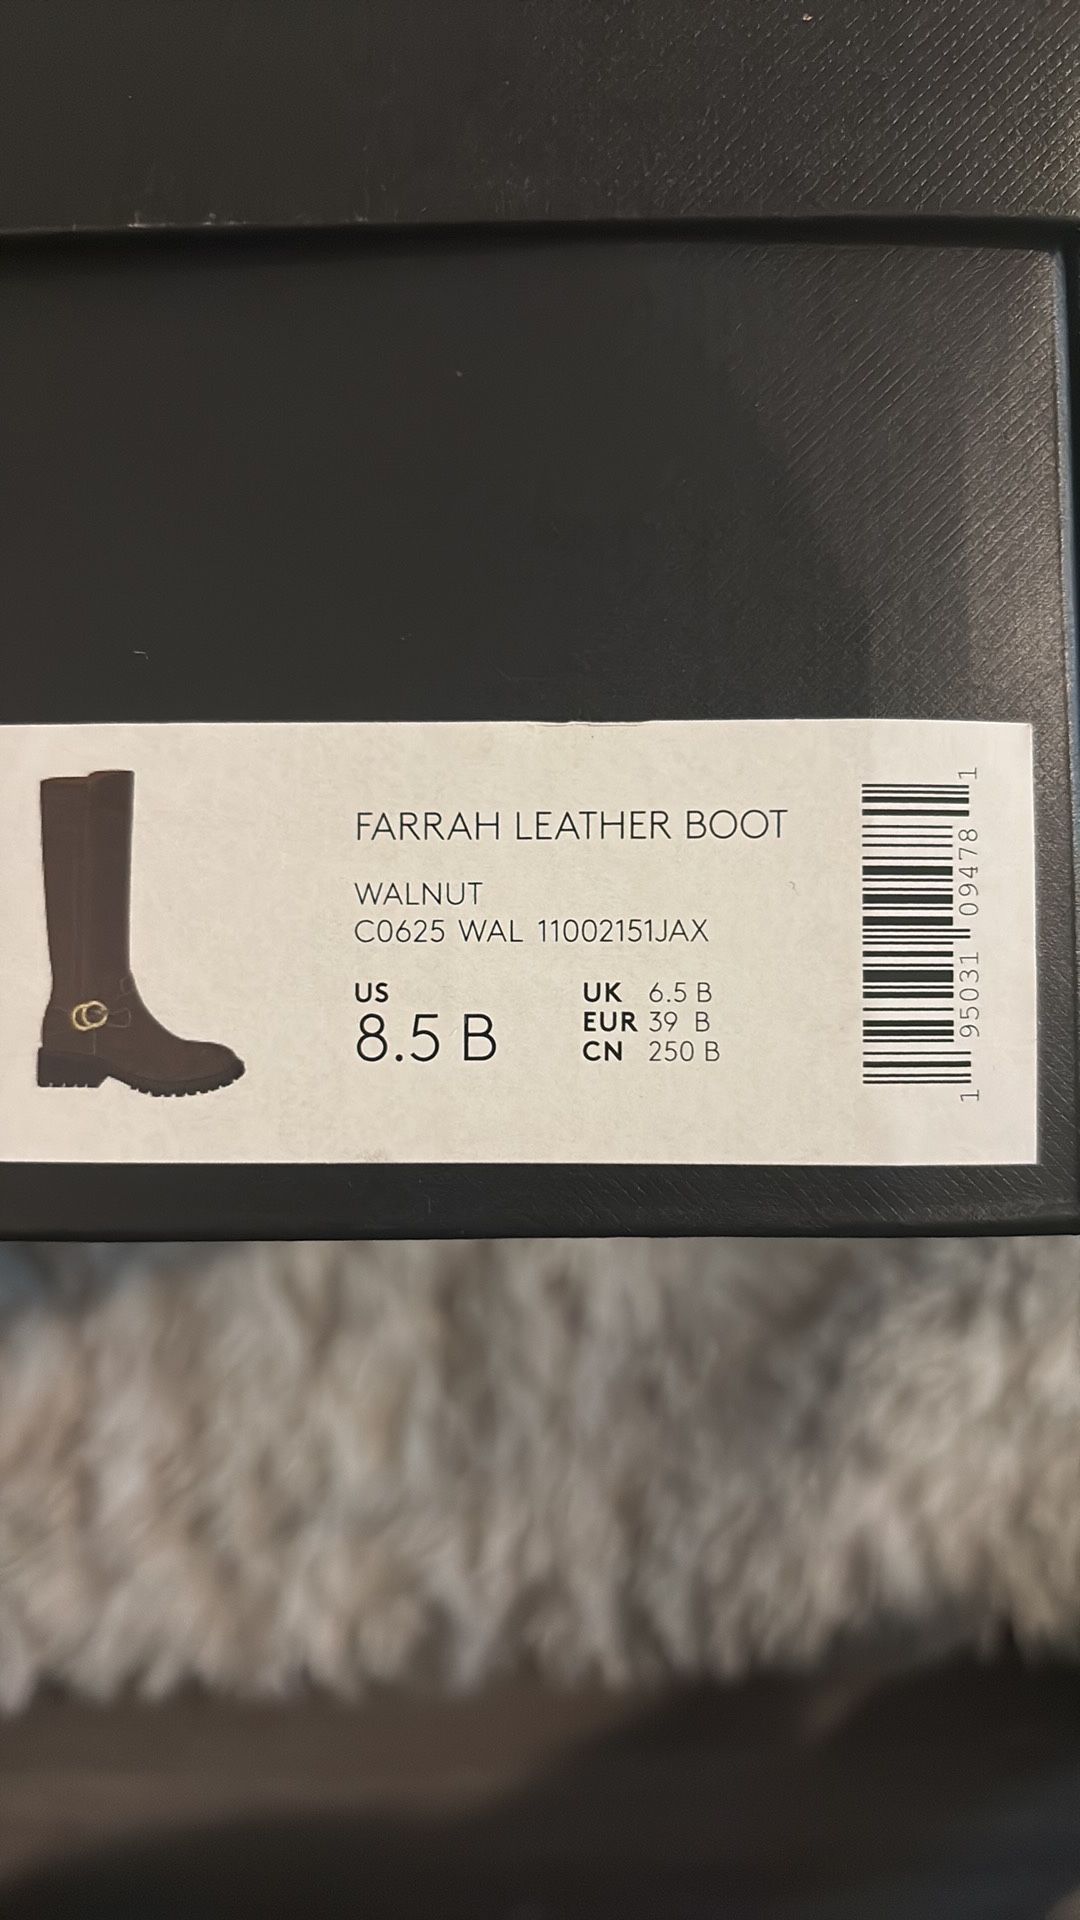 FARRAH LEATHER BOOT
WALNUT
C0625 WAL 11002151JAX
US
8.5 B
UK 6.5 B
EUR 39 B
CN 250 B
1 95031 09478 1